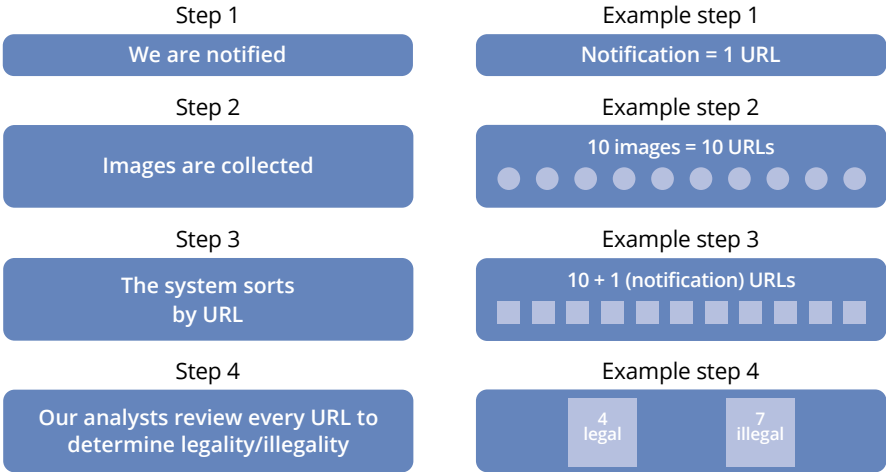 Step 1
We are notified
Example step 1
Notification = 1 URL
Step 2
Images are collected
Example step 2
10 images = 10 URLs
Step 3
The system sorts
by URL
Example step 3
10 + 1 (notification) URLs
Step 4
Our analysts review every URL to
determine legality/illegality
Example step 4
4
legal
7
illegal